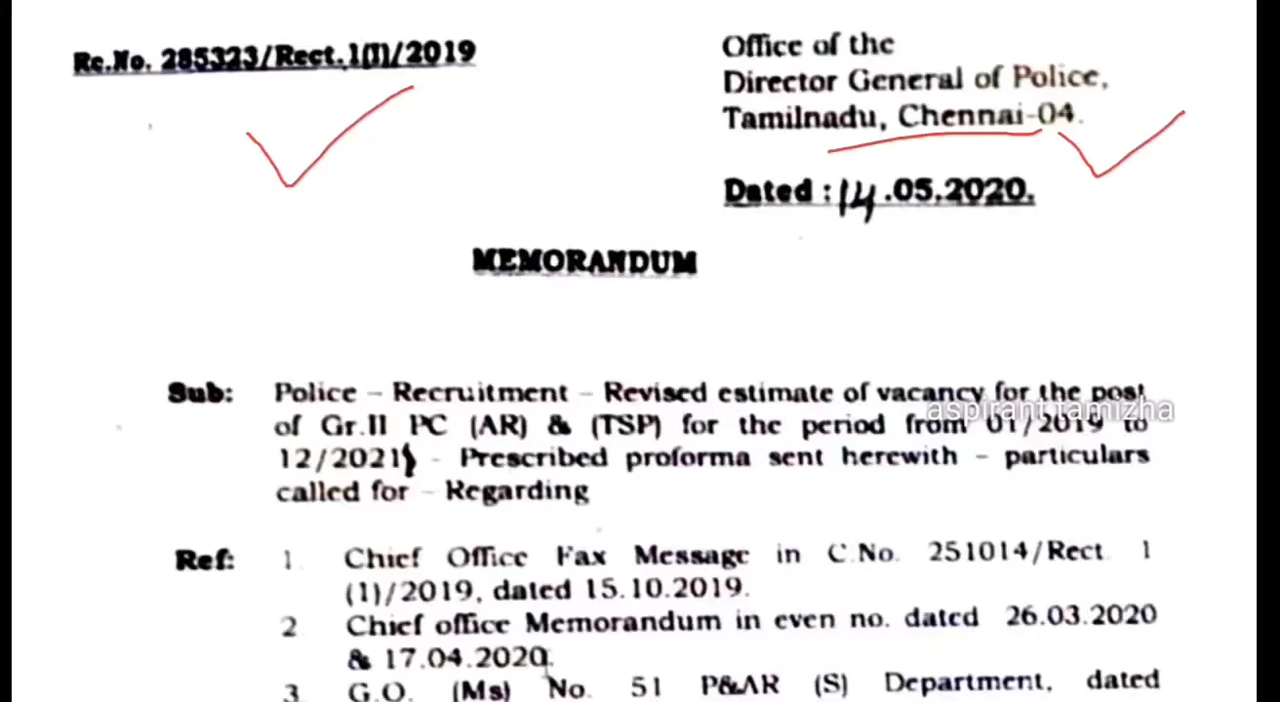 Rc.No. 285323/Rect.1(1)/2019
Office of the
Director General of Police,
Tamilnadu, Chennai-04.
Dated : 14.05.2020.
MEMORANDUM
Sub: Police – Recruitment – Revised estimate of vacancy for the post
aspirant tamizha
of Gr.II PC (AR) & (TSP) for the period from 01/2019 to
12/2021 - Prescribed proforma sent herewith – particulars
called for – Regarding
Ref: 1. Chief Office Fax Message in C.No. 251014/Rect 1
(1)/2019, dated 15.10.2019.
2 Chief office Memorandum in even no. dated 26.03.2020
& 17.04.2020.
3 G.O. (Ms) No. 51 P&AR (S) Department, dated